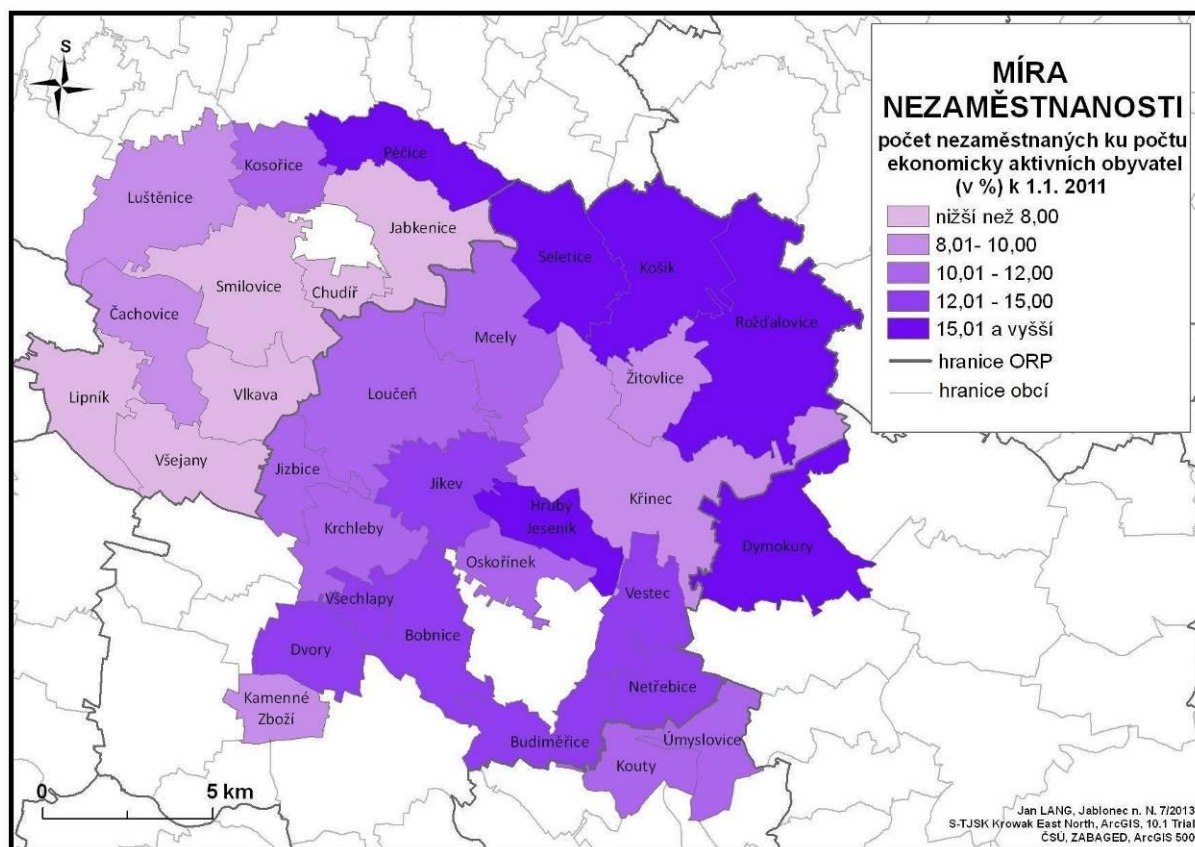 S
MÍRA
NEZAMĚSTNANOSTI
počet nezaměstnaných ku počtu
ekonomicky aktivních obyvatel
(v %) k 1.1. 2011
nižší než 8,00
8,01- 10,00
10,01 - 12,00
12,01 - 15,00
15,01 a vyšší
hranice ORP
hranice obcí
Péčice
Kosořice
Luštěnice
Jabkenice
Seletice
Košík
Smilovice
Chudíř
Čachovice
Rožďalovice
Mcely
Žitovlice
Lipník
Vlkava
Loučeň
Všejany
Jizbice
Jíkev
Křinec
Hrubý
Jeseník
Krchleby
Dymokury
Oskořínek
Vestec
Všechlapy
Bobnice
Dvory
Netřebice
Kamenné
Zboží
Budiměřice
Úmyslovice
Kouty
0 5 km
Jan LANG, Jablonec n. N. 7/2013
S-TJSK Krowak East North, ArcGIS, 10.1 Trial
ČSÚ, ZABAGED, ArcGIS 500